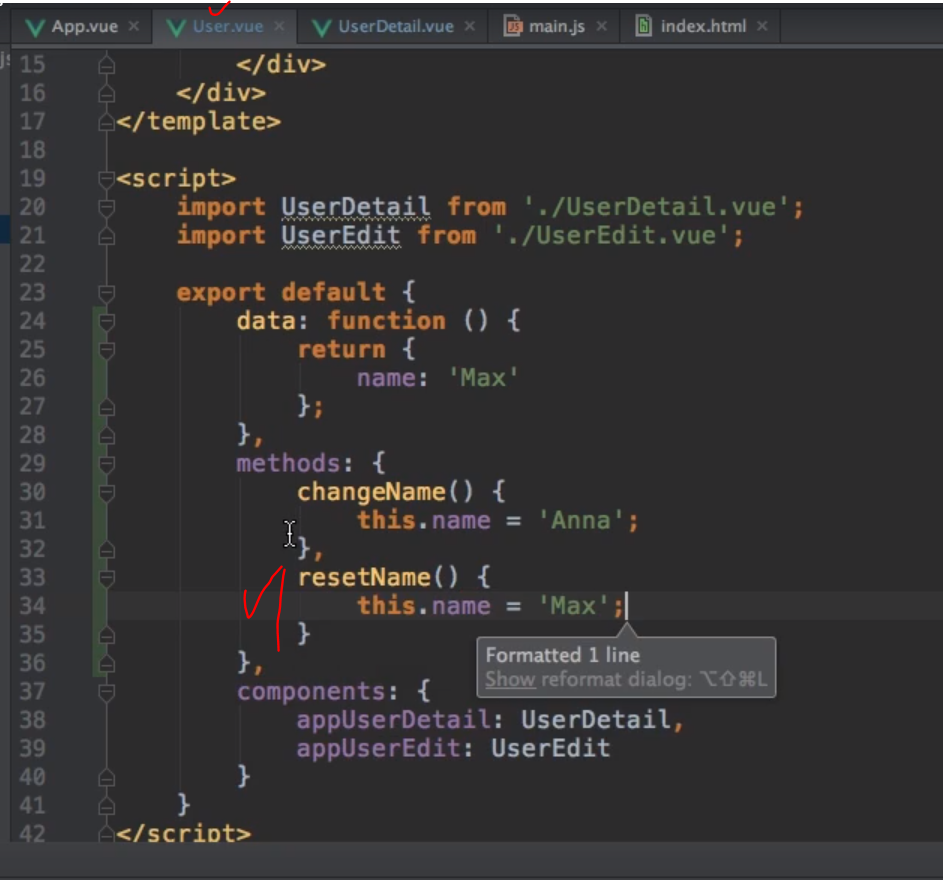 App.vue × User.vue × UserDetail.vue × main.js × index.html ×
15 </div>
16 </div>
17 </template>
18
19 <script>
20 import UserDetail from './UserDetail.vue';
21 import UserEdit from './UserEdit.vue';
22
23 export default {
24 data: function () {
25 return {
26 name: 'Max'
27 };
28 },
29 methods: {
30 changeName() {
31 this.name = 'Anna';
32 },
33 resetName() {
34 this.name = 'Max';
35 }
Formatted 1 line
36 },
Show reformat dialog: ⌥⇧⌘L
37 components: {
38 appUserDetail: UserDetail,
39 appUserEdit: UserEdit
40 }
41 }
42 </script>